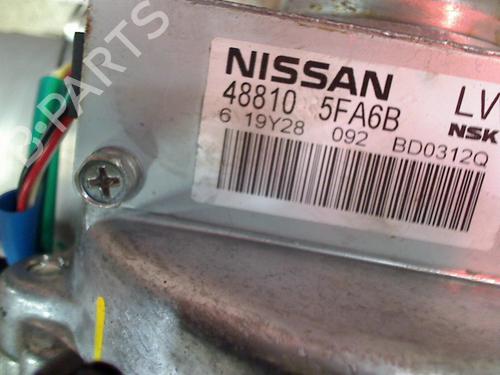 B-PARTS
NISSAN
48810 5FA6B LV
NSK
6 19Y28 092 BD0312Q